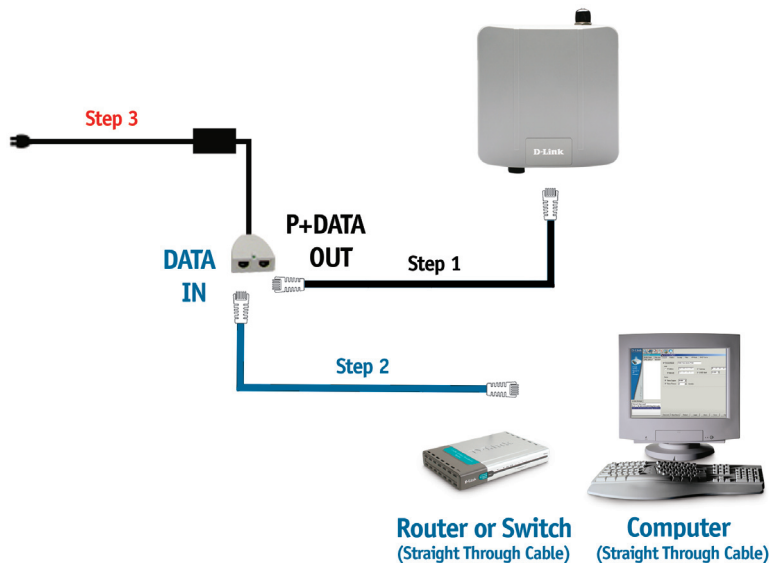 Step 3
D-Link
P+DATA
OUT
DATA
IN
Step 1
Step 2
D-Link
Router or Switch
(Straight Through Cable)
Computer
(Straight Through Cable)